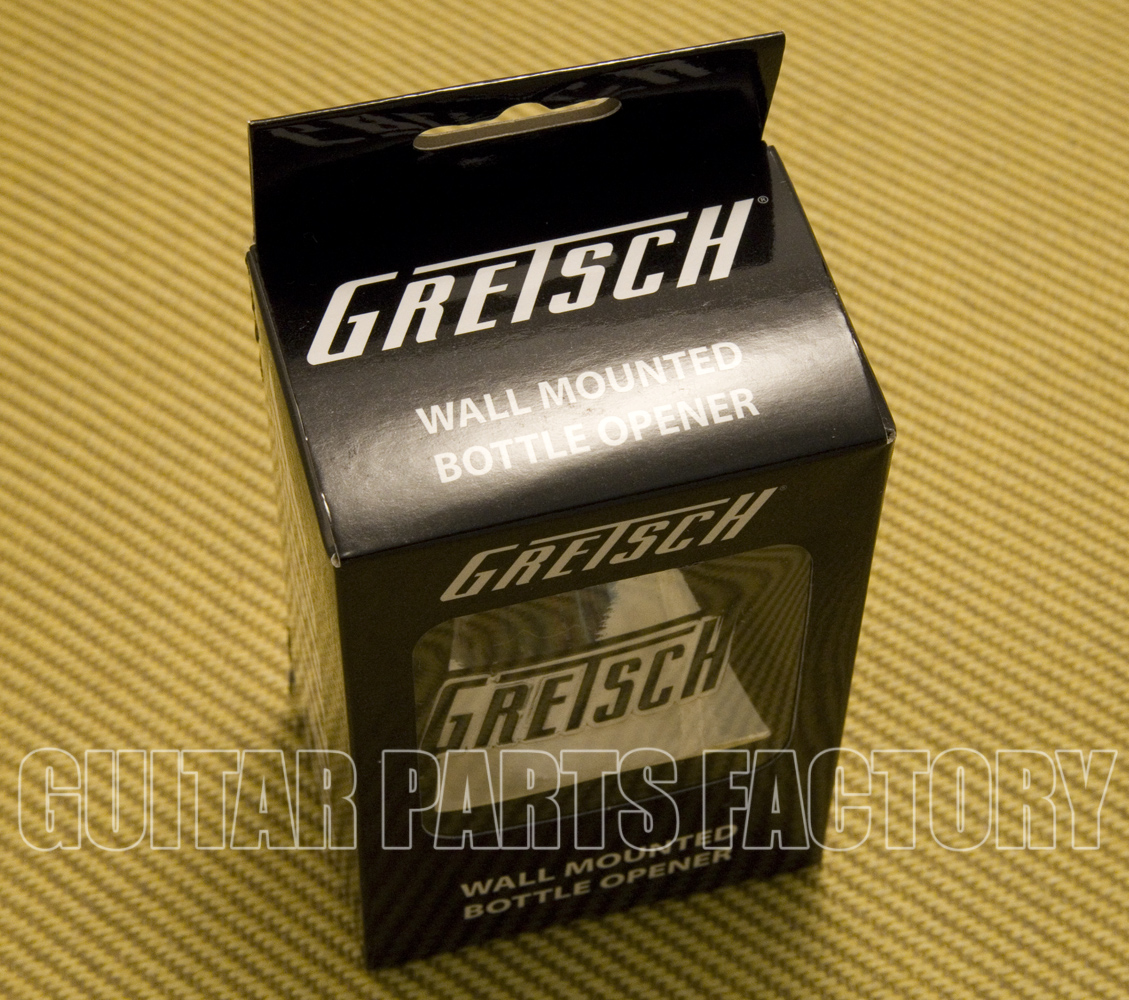 GRETSCH®
WALL MOUNTED
BOTTLE OPENER
GRETSCH
GRETSCH
GUITAR PARTS FACTORY
WALL MOUNTED
BOTTLE OPENER